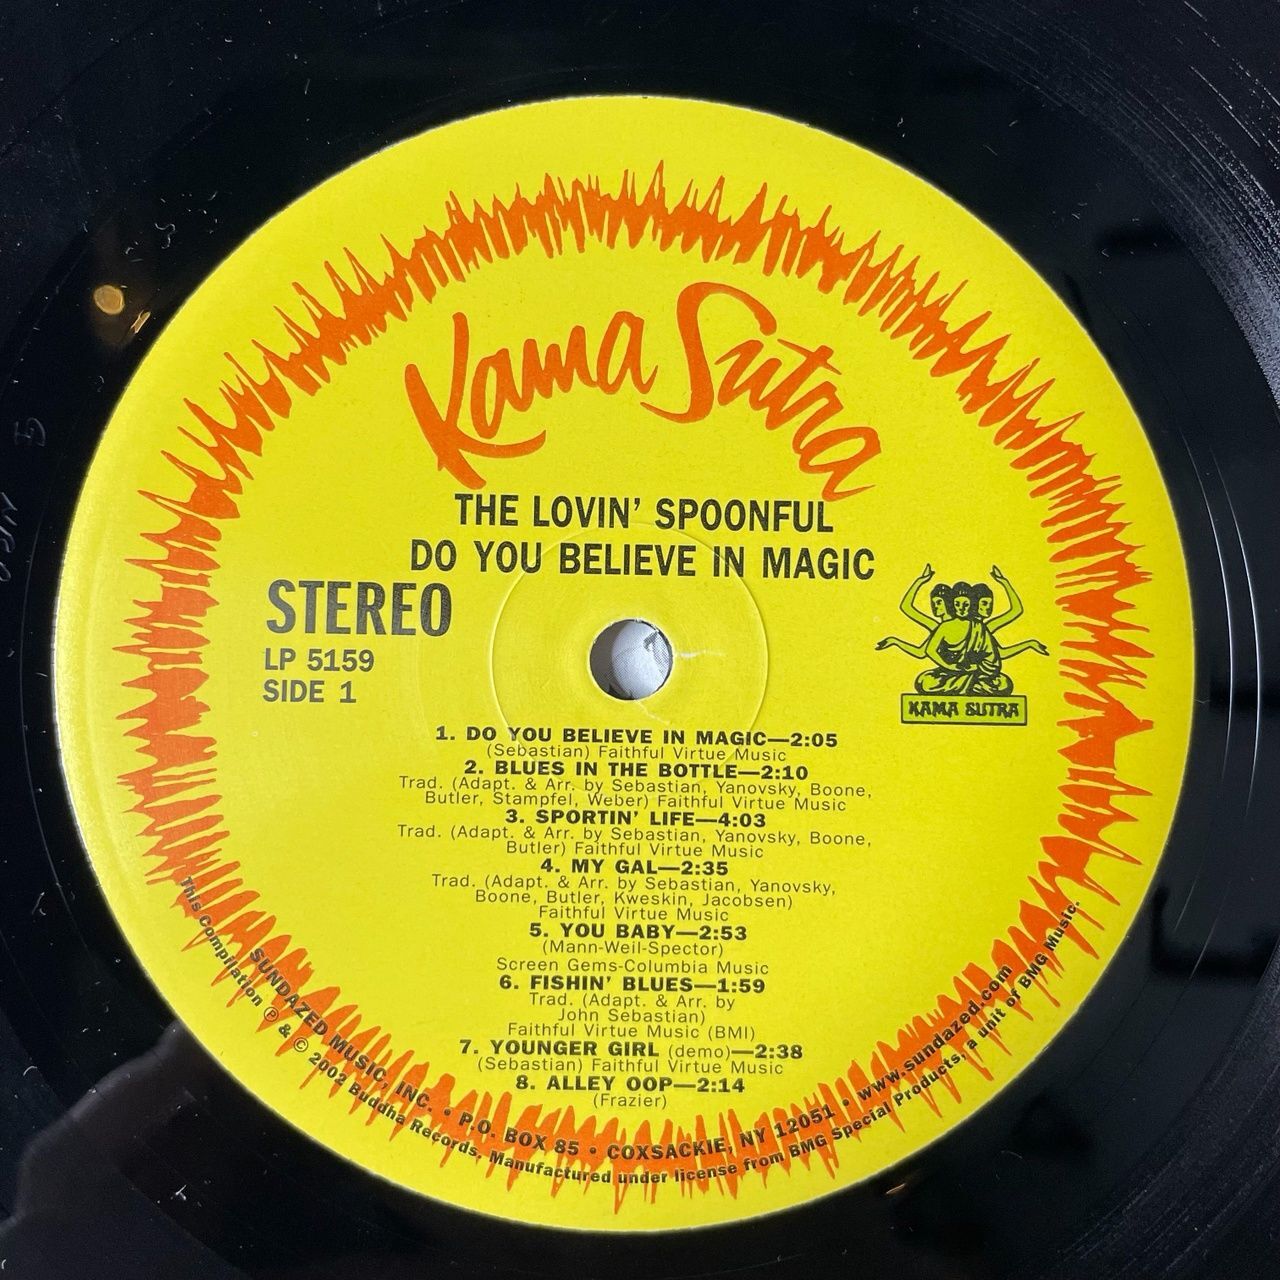 Kama Sutra
THE LOVIN' SPOONFUL
DO YOU BELIEVE IN MAGIC
STEREO
LP 5159
SIDE 1
KAMA SUTRA
1. DO YOU BELIEVE IN MAGIC—2:05
(Sebastian) Faithful Virtue Music
2. BLUES IN THE BOTTLE—2:10
Trad. (Adapt. & Arr. by Sebastian, Yanovsky, Boone,
Butler, Stampfel, Weber) Faithful Virtue Music
3. SPORTIN' LIFE—4:03
Trad. (Adapt. & Arr. by Sebastian, Yanovsky, Boone,
Butler) Faithful Virtue Music
4. MY GAL—2:35
Trad. (Adapt. & Arr. by Sebastian, Yanovsky,
Boone, Butler, Kweskin, Jacobsen)
Faithful Virtue Music
5. YOU BABY—2:53
(Mann-Weil-Spector)
Screen Gems-Columbia Music
6. FISHIN' BLUES—1:59
Trad. (Adapt. & Arr. by
John Sebastian)
Faithful Virtue Music (BMI)
7. YOUNGER GIRL (demo)—2:38
(Sebastian) Faithful Virtue Music
8. ALLEY OOP—2:14
(Frazier)
SUNDAZED MUSIC, INC. • P.O. BOX 85 • COXSACKIE, NY 12051 • www.sundazed.com
This Compilation ℗ & © 2002 Buddha Records. Manufactured under license from BMG Special Products, a unit of BMG Music.